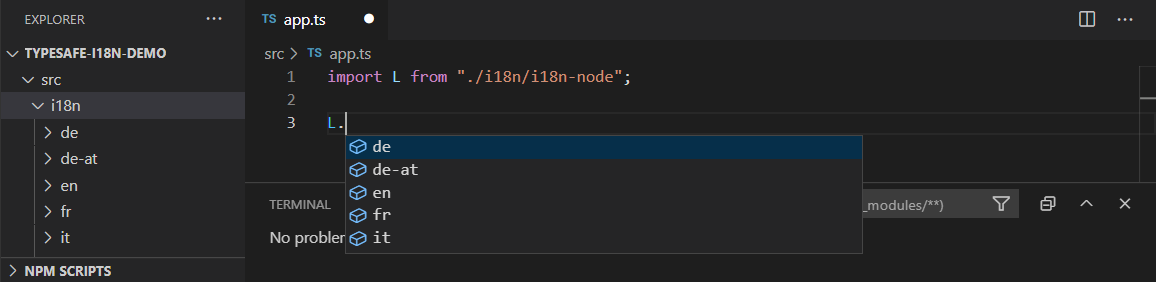 EXPLORER ···
TYPESAFE-I18N-DEMO
src
i18n
de
de-at
en
fr
it
NPM SCRIPTS
TS app.ts
src > TS app.ts
1 import L from "./i18n/i18n-node";
2
3 L.
de
de-at
en
fr
it
TERMINAL
_modules/**)
No probler